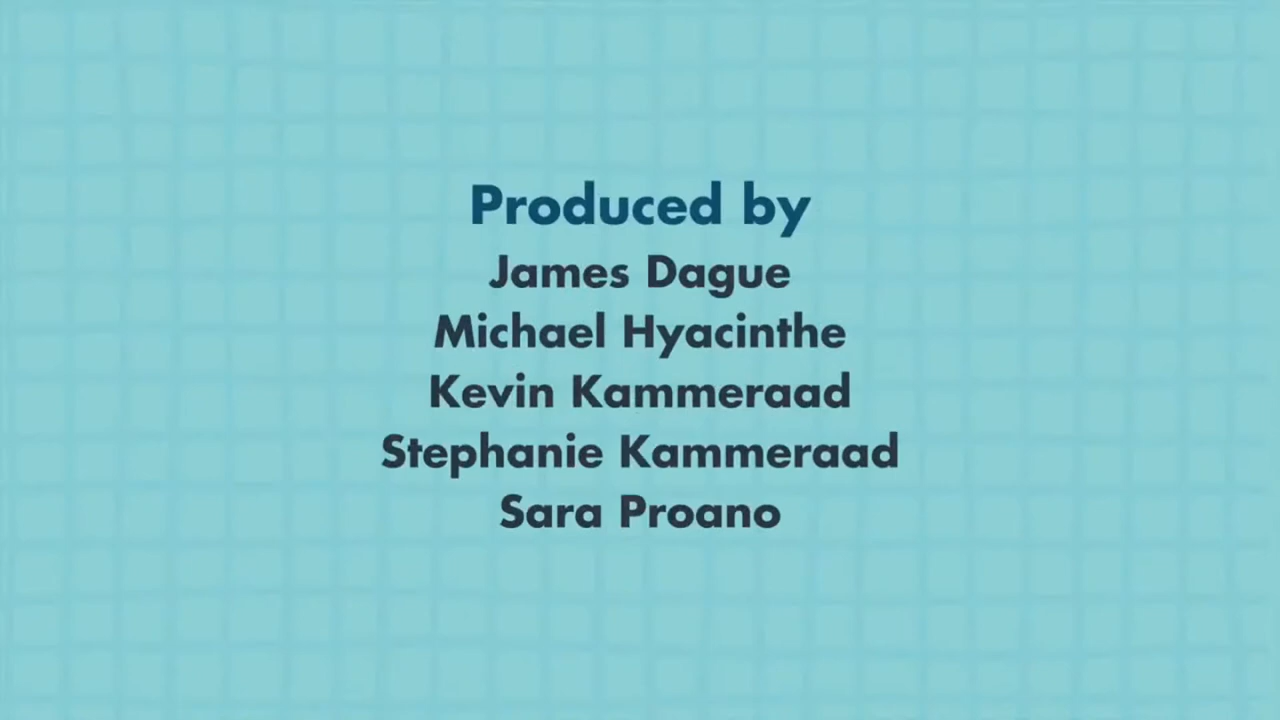 Produced by
James Dague
Michael Hyacinthe
Kevin Kammeraad
Stephanie Kammeraad
Sara Proano